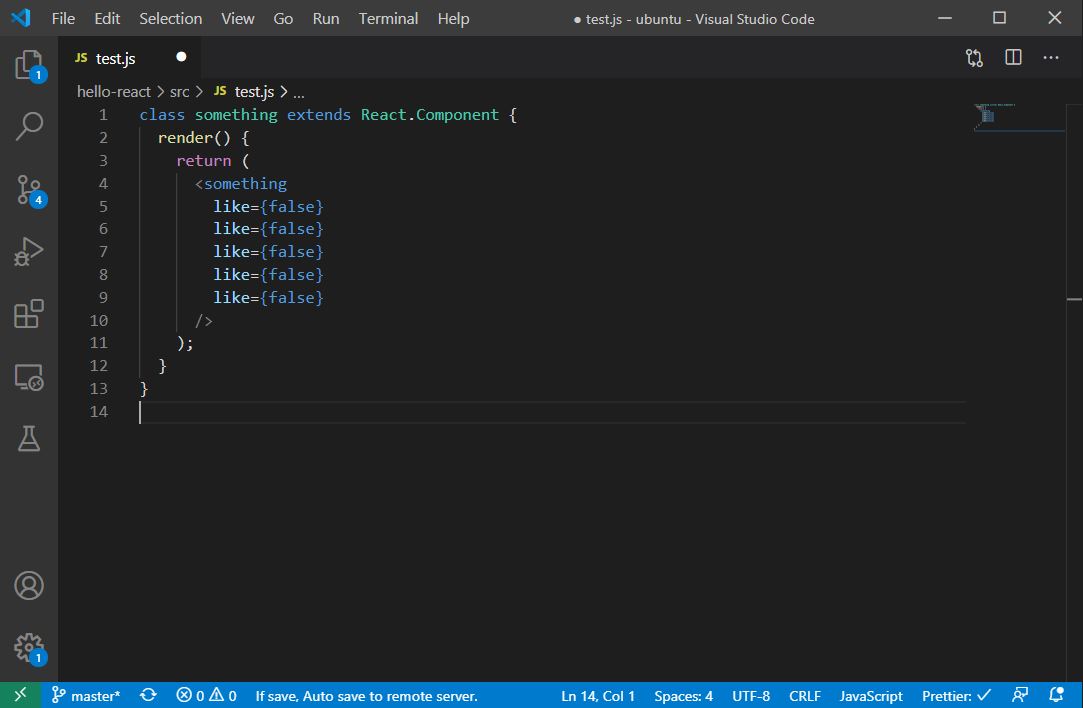 File Edit Selection View Go Run Terminal Help ● test.js - ubuntu - Visual Studio Code
JS test.js ●
1
hello-react > src > JS test.js > ...
1 class something extends React.Component {
2 render() {
3 return (
4 <something
5 like={false}
6 like={false}
7 like={false}
8 like={false}
9 like={false}
10 />
11 );
12 }
13 }
14
4
1
master* 0 0 If save, Auto save to remote server. Ln 14, Col 1 Spaces: 4 UTF-8 CRLF JavaScript Prettier: ✓